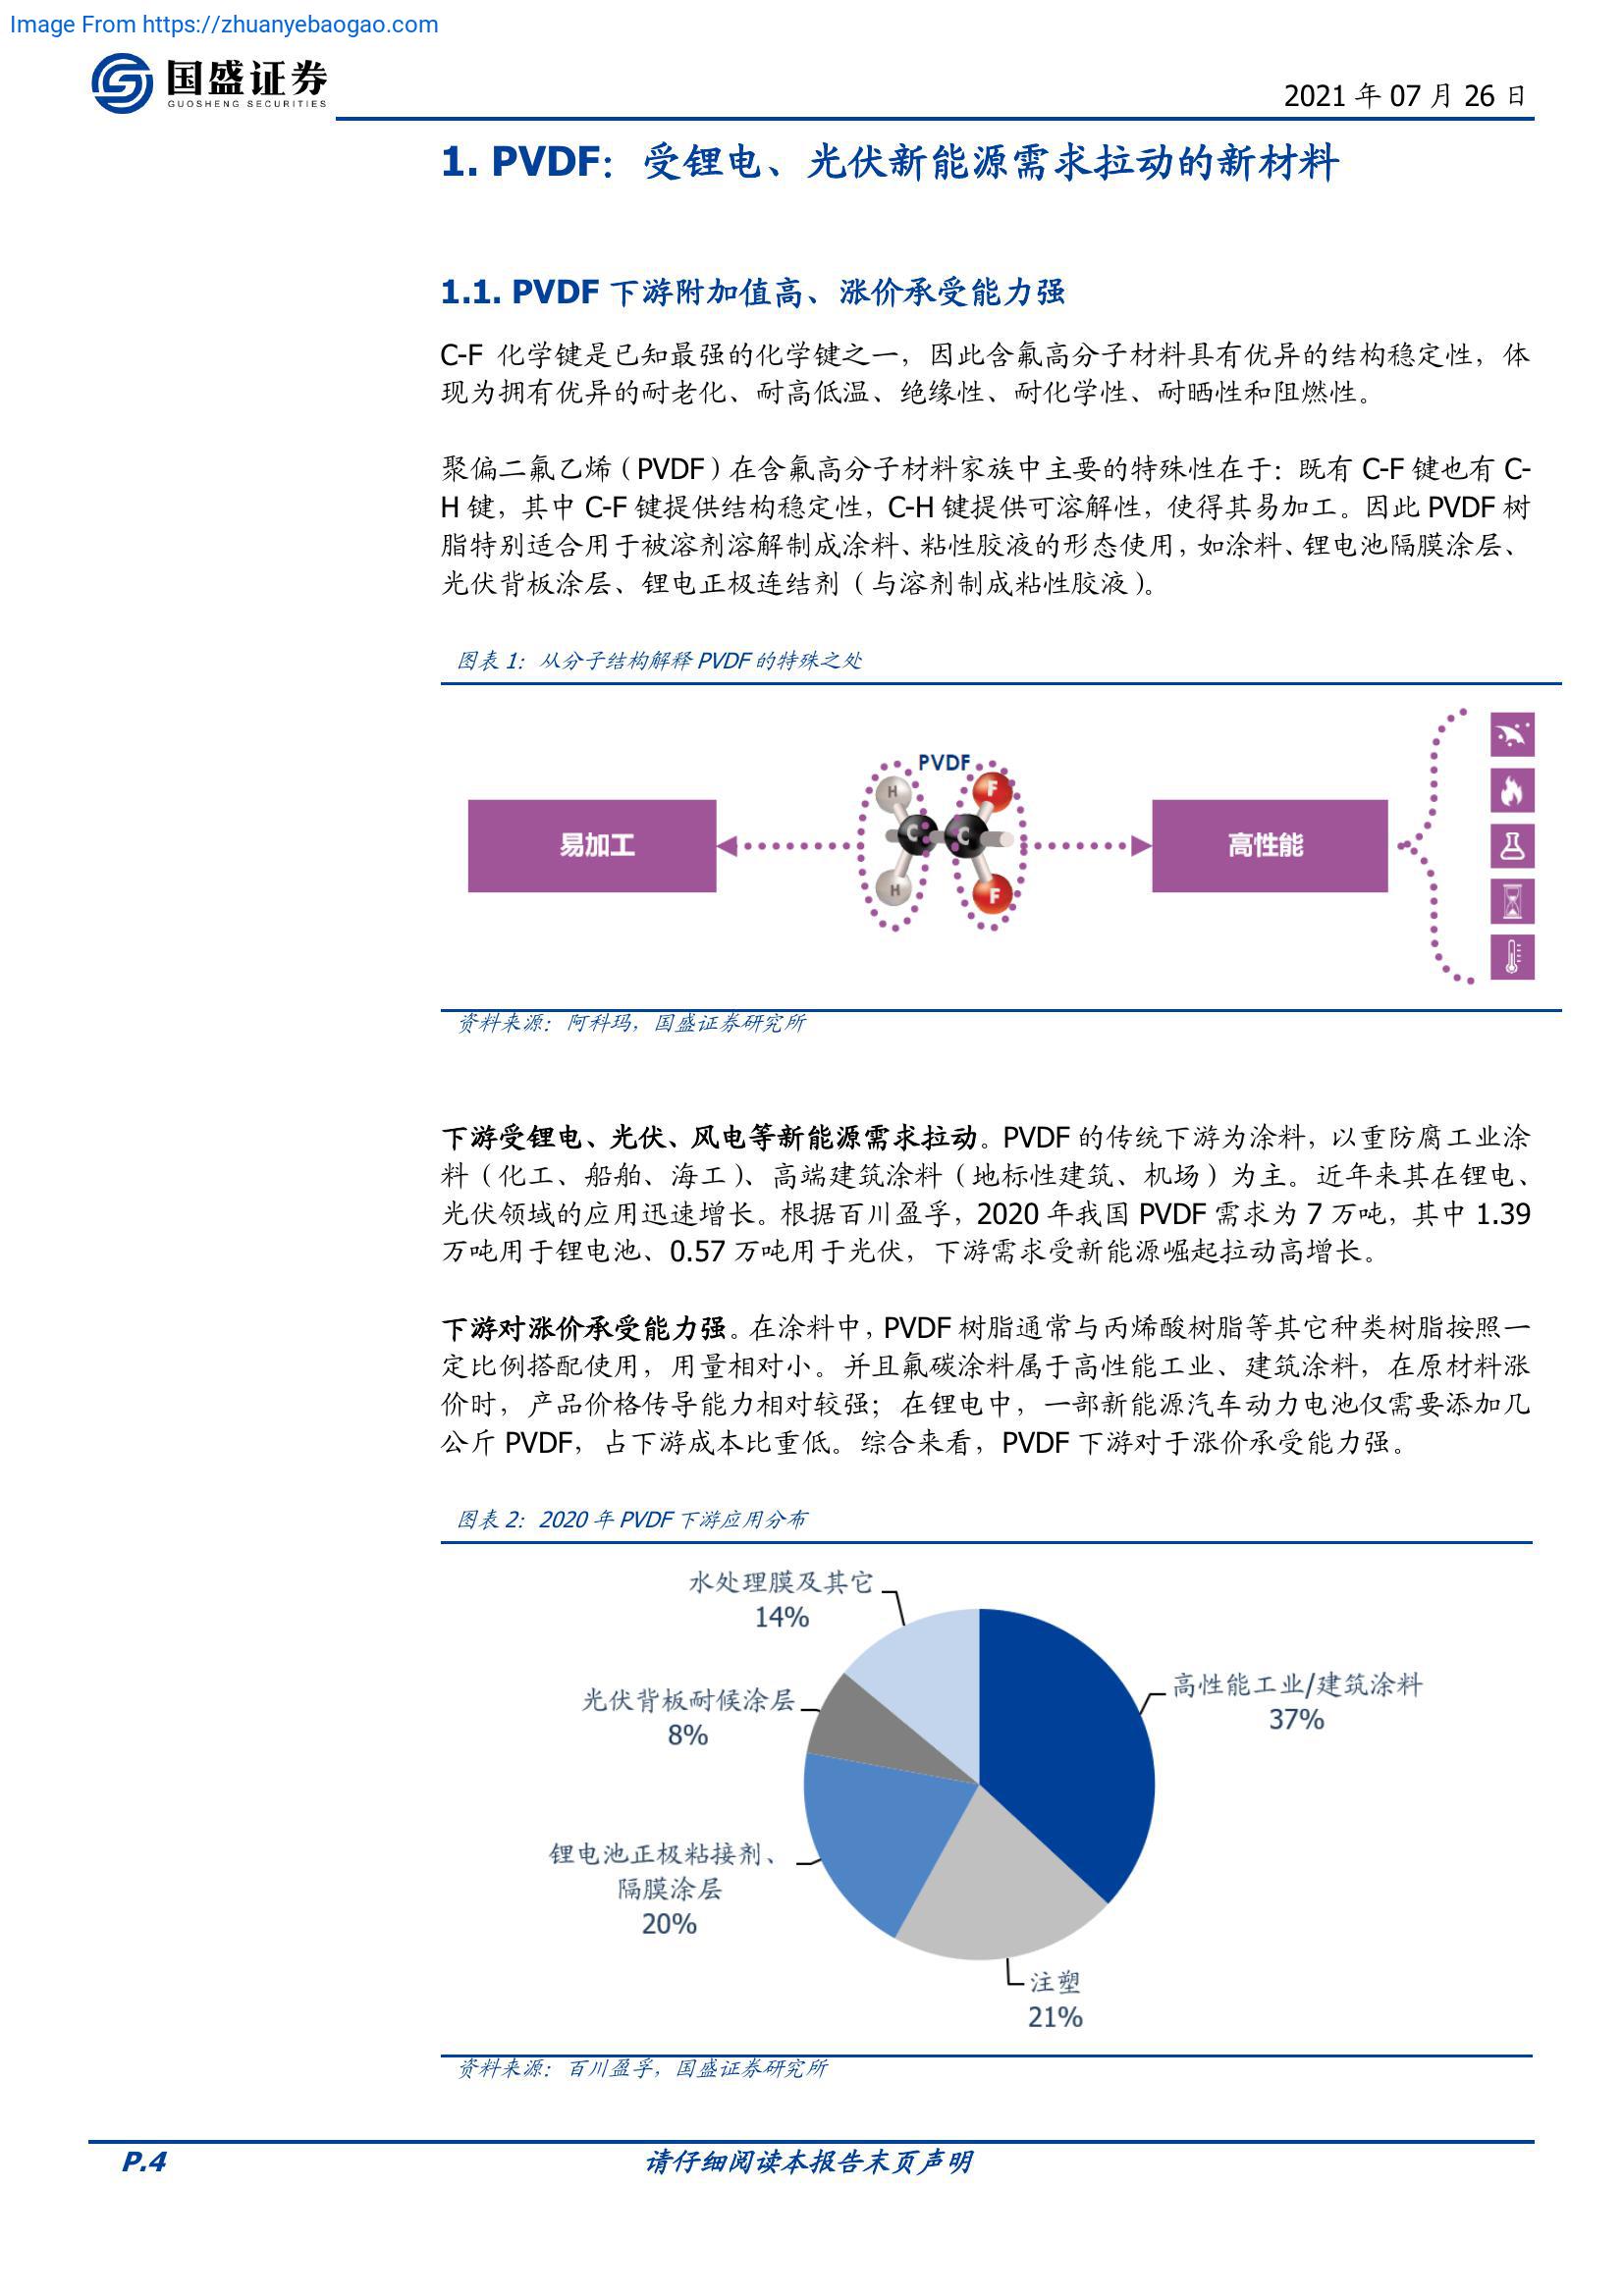 Image From https://zhuanyebaogao.com
国盛证券
GUOSHENG SECURITIES
2021 年 07 月 26 日
1. PVDF：受锂电、光伏新能源需求拉动的新材料
1.1. PVDF 下游附加值高、涨价承受能力强
C-F 化学键是已知最强的化学键之一，因此含氟高分子材料具有优异的结构稳定性，体
现为拥有优异的耐老化、耐高低温、绝缘性、耐化学性、耐晒性和阻燃性。
聚偏二氟乙烯（PVDF）在含氟高分子材料家族中主要的特殊性在于：既有 C-F 键也有 C-
H 键，其中 C-F 键提供结构稳定性，C-H 键提供可溶解性，使得其易加工。因此 PVDF 树
脂特别适合用于被溶剂溶解制成涂料、粘性胶液的形态使用，如涂料、锂电池隔膜涂层、
光伏背板涂层、锂电正极连结剂（与溶剂制成粘性胶液）。
图表 1：从分子结构解释 PVDF 的特殊之处
PVDF
H
F
易加工
C
C
高性能
H
F
资料来源：阿科玛，国盛证券研究所
下游受锂电、光伏、风电等新能源需求拉动。PVDF 的传统下游为涂料，以重防腐工业涂
料（化工、船舶、海工）、高端建筑涂料（地标性建筑、机场）为主。近年来其在锂电、
光伏领域的应用迅速增长。根据百川盈孚，2020 年我国 PVDF 需求为 7 万吨，其中 1.39
万吨用于锂电池、0.57 万吨用于光伏，下游需求受新能源崛起拉动高增长。
下游对涨价承受能力强。在涂料中，PVDF 树脂通常与丙烯酸树脂等其它种类树脂按照一
定比例搭配使用，用量相对小。并且氟碳涂料属于高性能工业、建筑涂料，在原材料涨
价时，产品价格传导能力相对较强；在锂电中，一部新能源汽车动力电池仅需要添加几
公斤 PVDF，占下游成本比重低。综合来看，PVDF 下游对于涨价承受能力强。
图表 2：2020 年 PVDF 下游应用分布
水处理膜及其它
14%
高性能工业/建筑涂料
37%
光伏背板耐候涂层
8%
锂电池正极粘接剂、
隔膜涂层
20%
注塑
21%
资料来源：百川盈孚，国盛证券研究所
P.4
请仔细阅读本报告末页声明